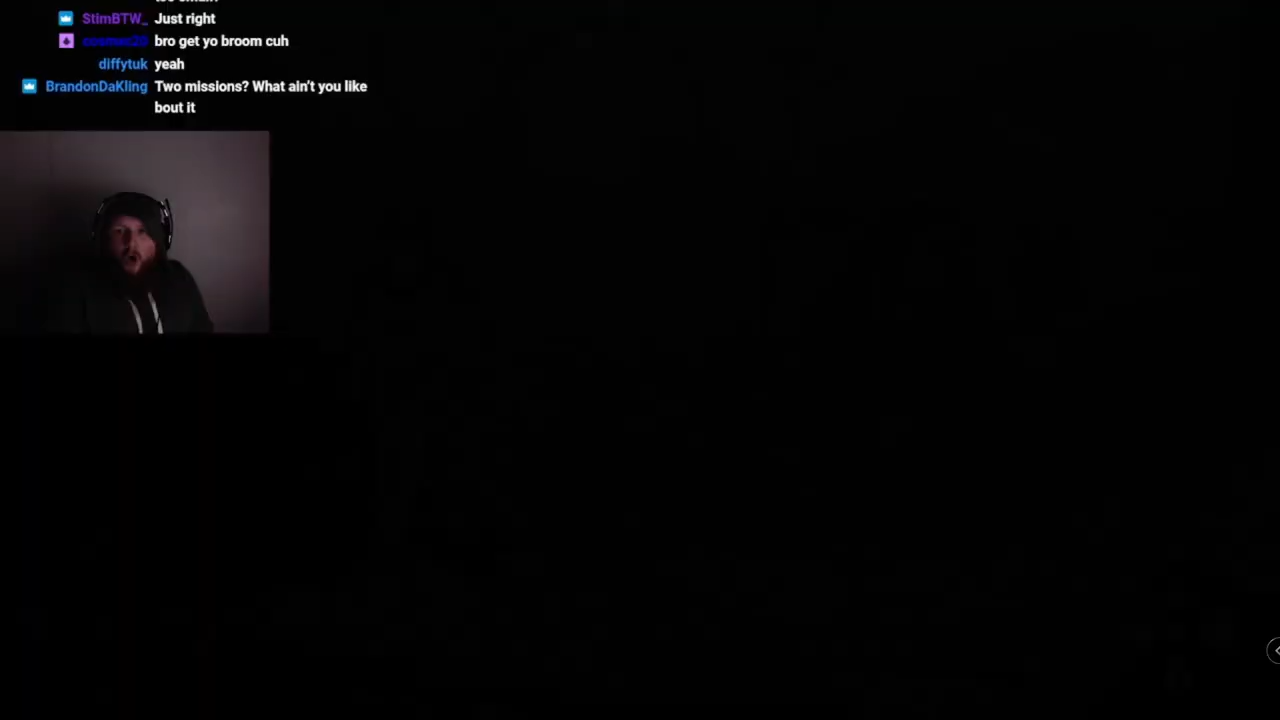 StimBTW_ Just right
cosmus20 bro get yo broom cuh
diffytuk yeah
BrandonDaKling Two missions? What ain't you like
bout it